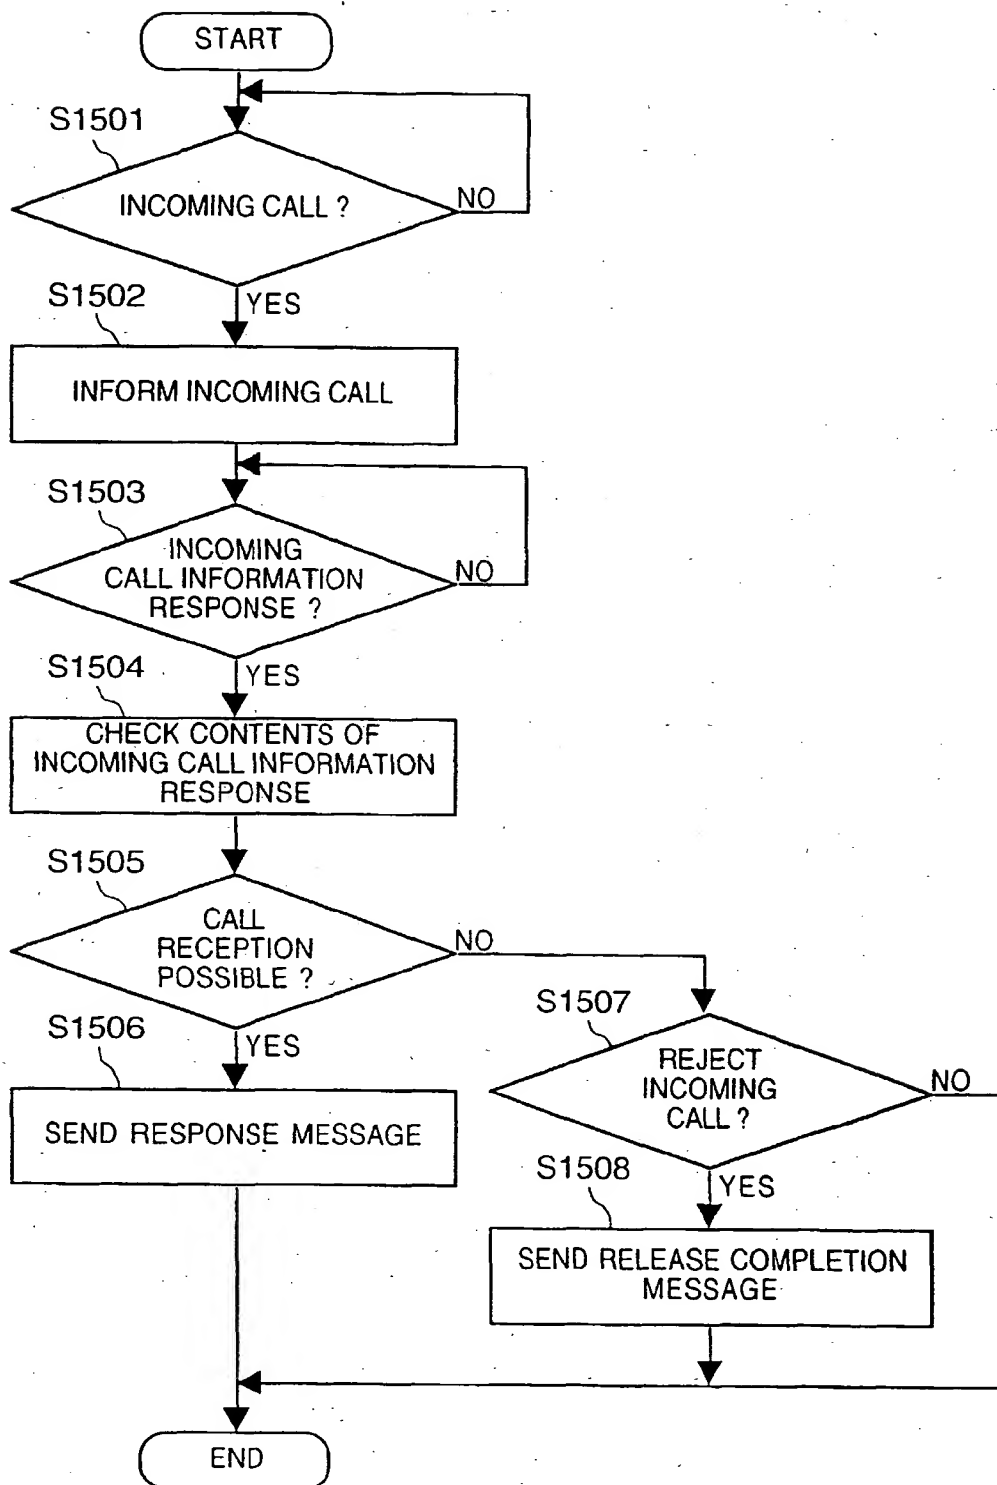 START
S1501
INCOMING CALL ?
NO
YES
S1502
INFORM INCOMING CALL
S1503
INCOMING
CALL INFORMATION
RESPONSE ?
NO
YES
S1504
CHECK CONTENTS OF
INCOMING CALL INFORMATION
RESPONSE
S1505
CALL
RECEPTION
POSSIBLE ?
NO
YES
S1506
SEND RESPONSE MESSAGE
S1507
REJECT
INCOMING
CALL ?
NO
YES
S1508
SEND RELEASE COMPLETION
MESSAGE
END